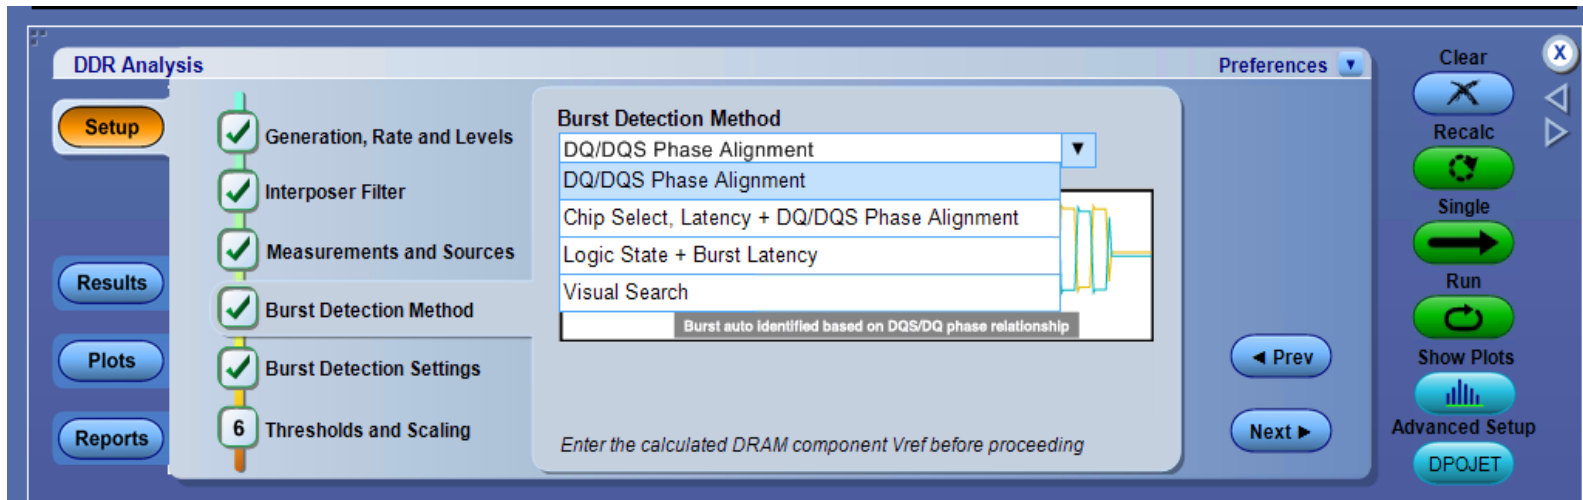 DDR Analysis
Preferences
Setup
Results
Plots
Reports
Generation, Rate and Levels
Interposer Filter
Measurements and Sources
Burst Detection Method
Burst Detection Settings
6 Thresholds and Scaling
Burst Detection Method
DQ/DQS Phase Alignment
DQ/DQS Phase Alignment
Chip Select, Latency + DQ/DQS Phase Alignment
Logic State + Burst Latency
Visual Search
Burst auto identified based on DQS/DQ phase relationship
Enter the calculated DRAM component Vref before proceeding
◄ Prev
Next ►
Clear
X
Recalc
Single
Run
Show Plots
Advanced Setup
DPOJET